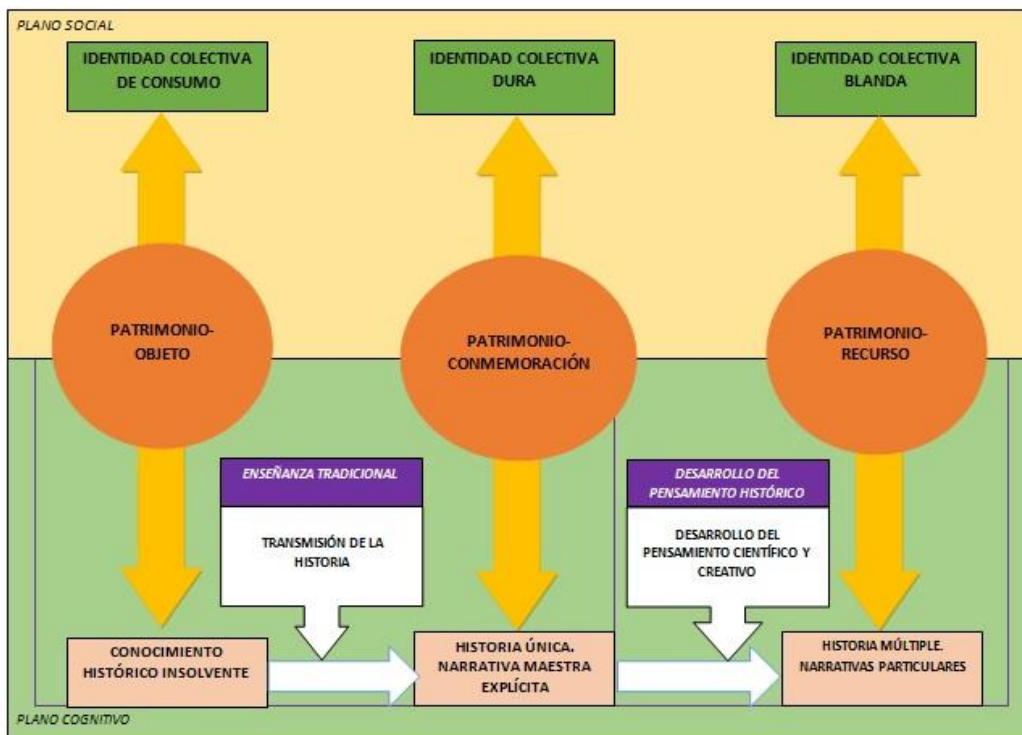 PLANO SOCIAL
IDENTIDAD COLECTIVA
DE CONSUMO
IDENTIDAD COLECTIVA
DURA
IDENTIDAD COLECTIVA
BLANDA
PATRIMONIO-
OBJETO
PATRIMONIO-
CONMEMORACIÓN
PATRIMONIO-
RECURSO
ENSEÑANZA TRADICIONAL
TRANSMISIÓN DE LA
HISTORIA
DESARROLLO DEL
PENSAMIENTO HISTÓRICO
DESARROLLO DEL
PENSAMIENTO CIENTÍFICO Y
CREATIVO
CONOCIMIENTO
HISTÓRICO INSOLVENTE
HISTORIA ÚNICA.
NARRATIVA MAESTRA
EXPLÍCITA
HISTORIA MÚLTIPLE.
NARRATIVAS PARTICULARES
PLANO COGNITIVO